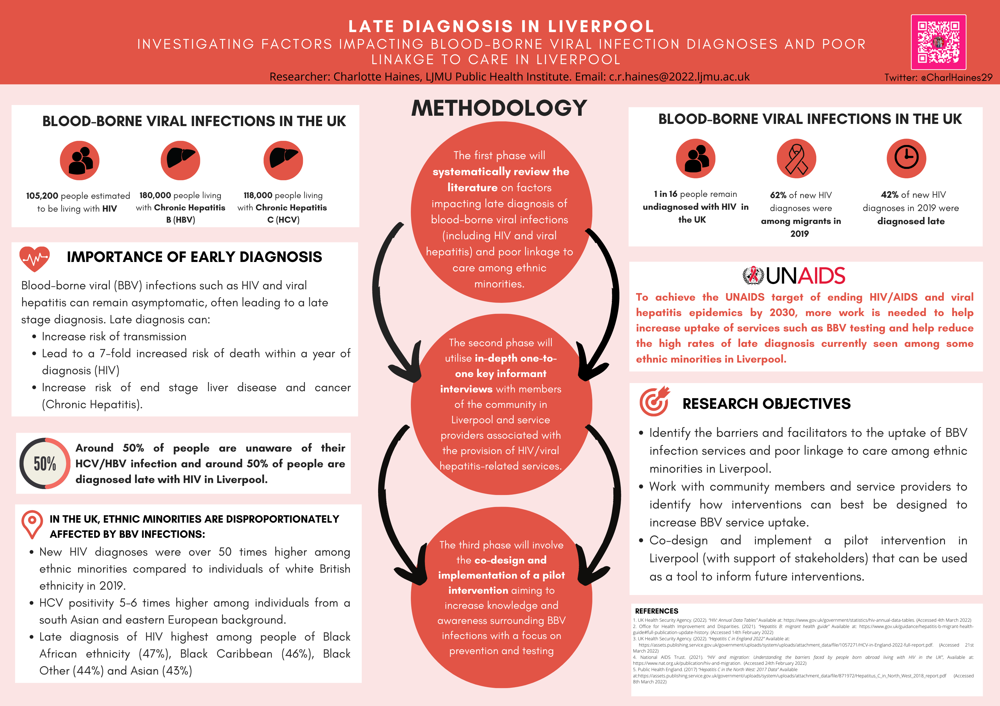 LATE DIAGNOSIS IN LIVERPOOL
INVESTIGATING FACTORS IMPACTING BLOOD-BORNE VIRAL INFECTION DIAGNOSES AND POOR
LINAKGE TO CARE IN LIVERPOOL
Researcher: Charlotte Haines, LJMU Public Health Institute. Email: c.r.haines@2022.ljmu.ac.uk
Twitter: @CharlHaines29
BLOOD-BORNE VIRAL INFECTIONS IN THE UK
105,200 people estimated
to be living with HIV
180,000 people living
with Chronic Hepatitis
B (HBV)
118,000 people living
with Chronic Hepatitis
C (HCV)
IMPORTANCE OF EARLY DIAGNOSIS
Blood-borne viral (BBV) infections such as HIV and viral
hepatitis can remain asymptomatic, often leading to a late
stage diagnosis. Late diagnosis can:
• Increase risk of transmission
• Lead to a 7-fold increased risk of death within a year of
diagnosis (HIV)
• Increase risk of end stage liver disease and cancer
(Chronic Hepatitis).
50%
Around 50% of people are unaware of their
HCV/HBV infection and around 50% of people are
diagnosed late with HIV in Liverpool.
IN THE UK, ETHNIC MINORITIES ARE DISPROPORTIONATELY
AFFECTED BY BBV INFECTIONS:
• New HIV diagnoses were over 50 times higher among
ethnic minorities compared to individuals of white British
ethnicity in 2019.
• HCV positivity 5-6 times higher among individuals from a
south Asian and eastern European background.
• Late diagnosis of HIV highest among people of Black
African ethnicity (47%), Black Caribbean (46%), Black
Other (44%) and Asian (43%)
METHODOLOGY
The first phase will
systematically review the
literature on factors
impacting late diagnosis of
blood-borne viral infections
(including HIV and viral
hepatitis) and poor linkage to
care among ethnic
minorities.
The second phase will
utilise in-depth one-to-
one key informant
interviews with members
of the community in
Liverpool and service
providers associated with
the provision of HIV/viral
hepatitis-related services.
The third phase will involve
the co-design and
implementation of a pilot
intervention aiming to
increase knowledge and
awareness surrounding BBV
infections with a focus on
prevention and testing
BLOOD-BORNE VIRAL INFECTIONS IN THE UK
1 in 16 people remain
undiagnosed with HIV in
the UK
62% of new HIV
diagnoses were
among migrants in
2019
42% of new HIV
diagnoses in 2019 were
diagnosed late
UNAIDS
To achieve the UNAIDS target of ending HIV/AIDS and viral
hepatitis epidemics by 2030, more work is needed to help
increase uptake of services such as BBV testing and help reduce
the high rates of late diagnosis currently seen among some
ethnic minorities in Liverpool.
RESEARCH OBJECTIVES
• Identify the barriers and facilitators to the uptake of BBV
infection services and poor linkage to care among ethnic
minorities in Liverpool.
• Work with community members and service providers to
identify how interventions can best be designed to
increase BBV service uptake.
• Co-design and implement a pilot intervention in
Liverpool (with support of stakeholders) that can be used
as a tool to inform future interventions.
REFERENCES
1. UK Health Security Agency. (2022). "HIV: Annual Data Tables" Available at: https://www.gov.uk/government/statistics/hiv-annual-data-tables. (Accessed 4th March 2022)
2. Office for Health Improvement and Disparities. (2021). "Hepatitis B: migrant health guide" Available at: https://www.gov.uk/guidance/hepatitis-b-migrant-health-
guide#full-publication-update-history. (Accessed 14th February 2022)
3. UK Health Security Agency. (2022). "Hepatitis C in England 2022" Available at:
https://assets.publishing.service.gov.uk/government/uploads/system/uploads/attachment_data/file/1057271/HCV-in-England-2022-full-report.pdf. (Accessed 21st
March 2022)
4. National AIDS Trust. (2021). "HIV and migration: Understanding the barriers faced by people born abroad living with HIV in the UK", Available at:
https://www.nat.org.uk/publication/hiv-and-migration. (Accessed 24th February 2022)
5. Public Health England. (2017) "Hepatitis C in the North West: 2017 Data" Available
at:https://assets.publishing.service.gov.uk/government/uploads/system/uploads/attachment_data/file/871972/Hepatitus_C_in_North_West_2018_report.pdf (Accessed
8th March 2022)